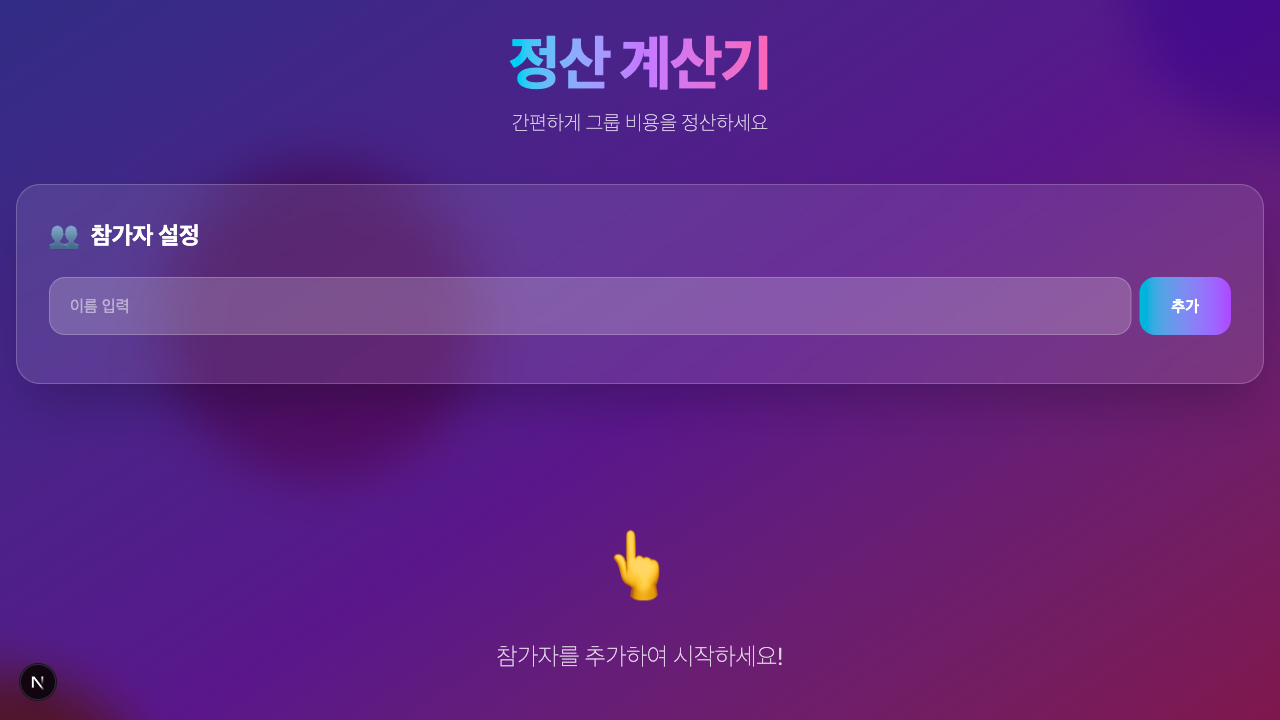 정산 계산기
간편하게 그룹 비용을 정산하세요
참가자 설정
이름 입력
추가
참가자를 추가하여 시작하세요!
N